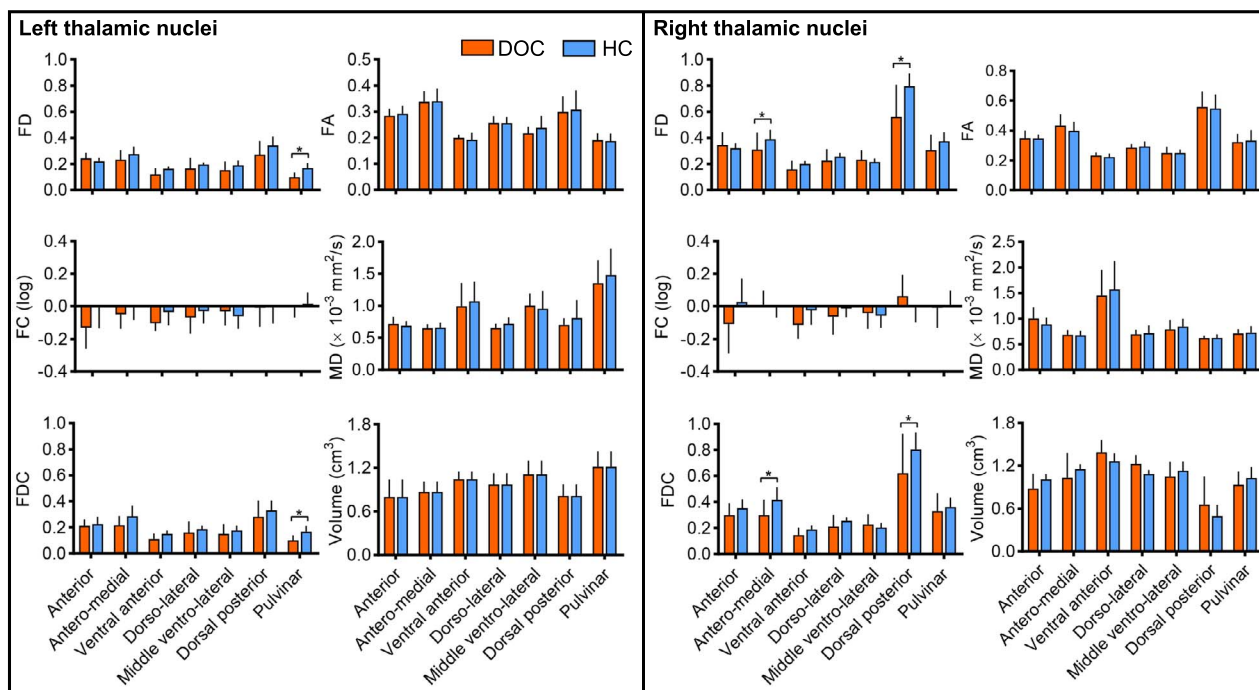 Left thalamic nuclei
DOC HC
FD
1.0
0.8
0.6
0.4
0.2
0.0
*
FA
0.5
0.4
0.3
0.2
0.1
0.0
FC (log)
0.4
0.2
0.0
-0.2
-0.4
MD (× 10⁻³ mm²/s)
2.0
1.5
1.0
0.5
0.0
FDC
1.0
0.8
0.6
0.4
0.2
0.0
*
Volume (cm³)
1.8
1.2
0.6
0.0
Anterior
Antero-medial
Ventral anterior
Dorso-lateral
Middle ventro-lateral
Dorsal posterior
Pulvinar
Anterior
Antero-medial
Ventral anterior
Dorso-lateral
Middle ventro-lateral
Dorsal posterior
Pulvinar
Right thalamic nuclei
FD
1.0
0.8
0.6
0.4
0.2
0.0
*
*
FA
0.8
0.6
0.4
0.2
0.0
FC (log)
0.4
0.2
0.0
-0.2
-0.4
MD (× 10⁻³ mm²/s)
2.5
2.0
1.5
1.0
0.5
0.0
FDC
1.0
0.8
0.6
0.4
0.2
0.0
*
*
Volume (cm³)
1.8
1.2
0.6
0.0
Anterior
Antero-medial
Ventral anterior
Dorso-lateral
Middle ventro-lateral
Dorsal posterior
Pulvinar
Anterior
Antero-medial
Ventral anterior
Dorso-lateral
Middle ventro-lateral
Dorsal posterior
Pulvinar